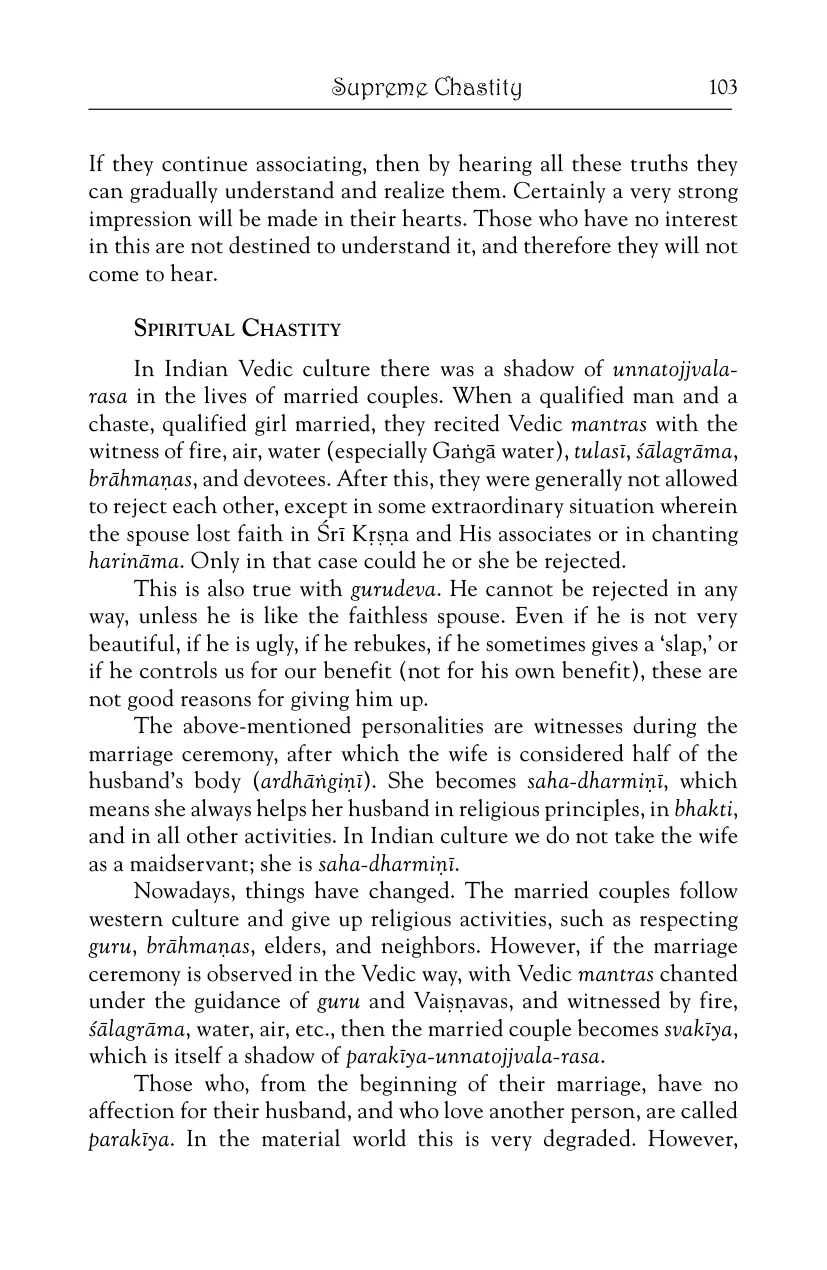 Supreme Chastity 103
If they continue associating, then by hearing all these truths they
can gradually understand and realize them. Certainly a very strong
impression will be made in their hearts. Those who have no interest
in this are not destined to understand it, and therefore they will not
come to hear.
Spiritual Chastity
In Indian Vedic culture there was a shadow of unnatojjvala-
rasa in the lives of married couples. When a qualified man and a
chaste, qualified girl married, they recited Vedic mantras with the
witness of fire, air, water (especially Gaṅgā water), tulasī, śālagrāma,
brāhmaṇas, and devotees. After this, they were generally not allowed
to reject each other, except in some extraordinary situation wherein
the spouse lost faith in Śrī Kṛṣṇa and His associates or in chanting
harināma. Only in that case could he or she be rejected.
This is also true with gurudeva. He cannot be rejected in any
way, unless he is like the faithless spouse. Even if he is not very
beautiful, if he is ugly, if he rebukes, if he sometimes gives a ‘slap,’ or
if he controls us for our benefit (not for his own benefit), these are
not good reasons for giving him up.
The above-mentioned personalities are witnesses during the
marriage ceremony, after which the wife is considered half of the
husband’s body (ardhāṅgiṇī). She becomes saha-dharmiṇī, which
means she always helps her husband in religious principles, in bhakti,
and in all other activities. In Indian culture we do not take the wife
as a maidservant; she is saha-dharmiṇī.
Nowadays, things have changed. The married couples follow
western culture and give up religious activities, such as respecting
guru, brāhmaṇas, elders, and neighbors. However, if the marriage
ceremony is observed in the Vedic way, with Vedic mantras chanted
under the guidance of guru and Vaiṣṇavas, and witnessed by fire,
śālagrāma, water, air, etc., then the married couple becomes svakīya,
which is itself a shadow of parakīya-unnatojjvala-rasa.
Those who, from the beginning of their marriage, have no
affection for their husband, and who love another person, are called
parakīya. In the material world this is very degraded. However,